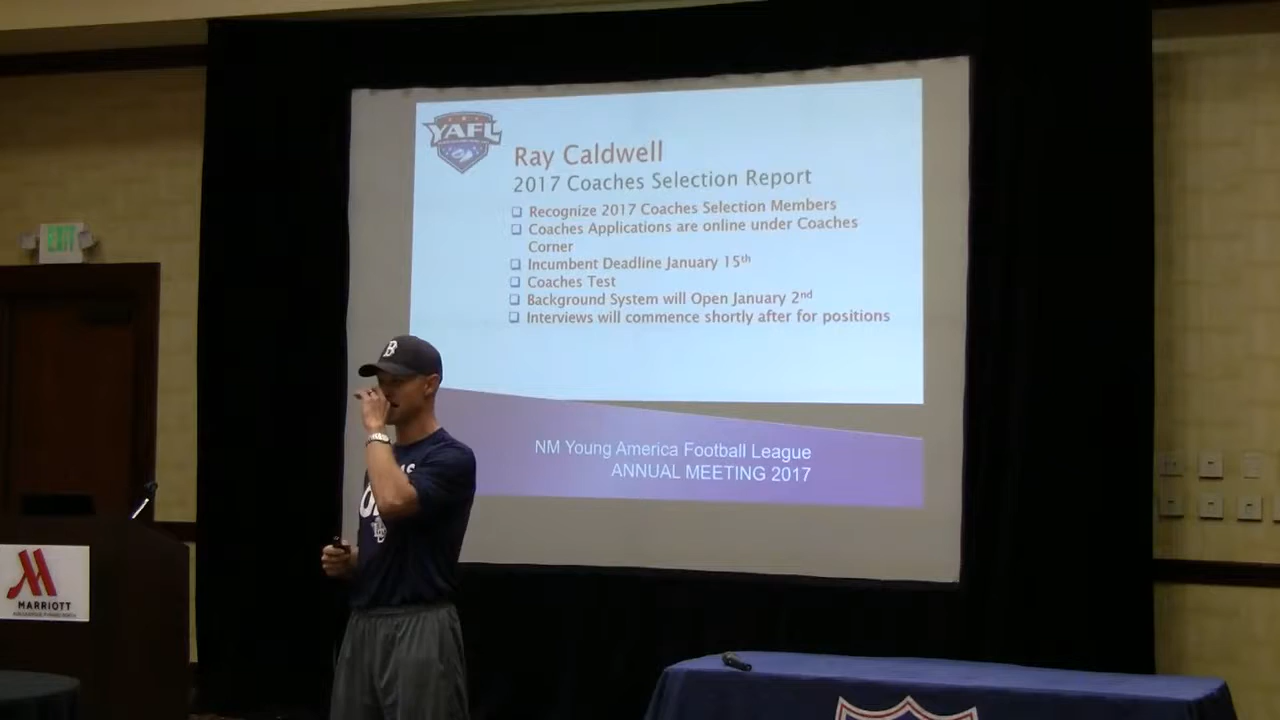 YAFL
Ray Caldwell
2017 Coaches Selection Report
Recognize 2017 Coaches Selection Members
Coaches Applications are online under Coaches
Corner
Incumbent Deadline January 15th
Coaches Test
Background System will Open January 2nd
Interviews will commence shortly after for positions
NM Young America Football League
ANNUAL MEETING 2017
EXIT
B
MARRIOTT